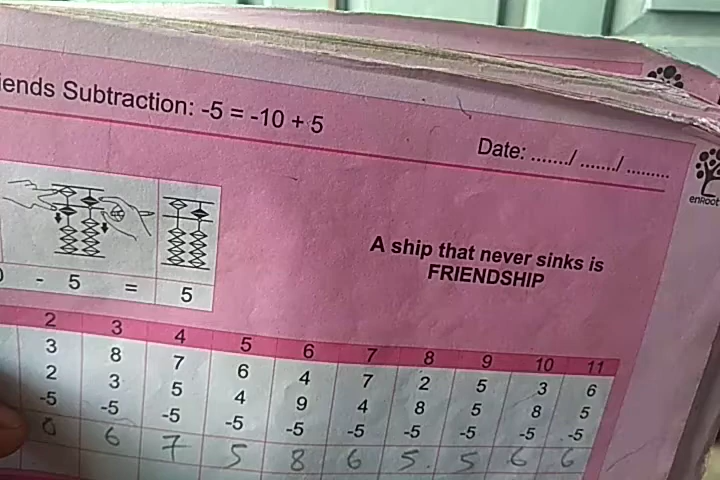 iends Subtraction: -5 = -10 + 5
Date: ......./ ......./ .........
enRoot
A ship that never sinks is
FRIENDSHIP
- 5 = 5
2 3 4 5 6 7 8 9 10 11
3 8 7 6 4 7 2 5 3 6
2 3 5 4 9 4 8 5 8 5
-5 -5 -5 -5 -5 -5 -5 -5 -5 -5
0 6 7 5 8 6 5. 5 6 6